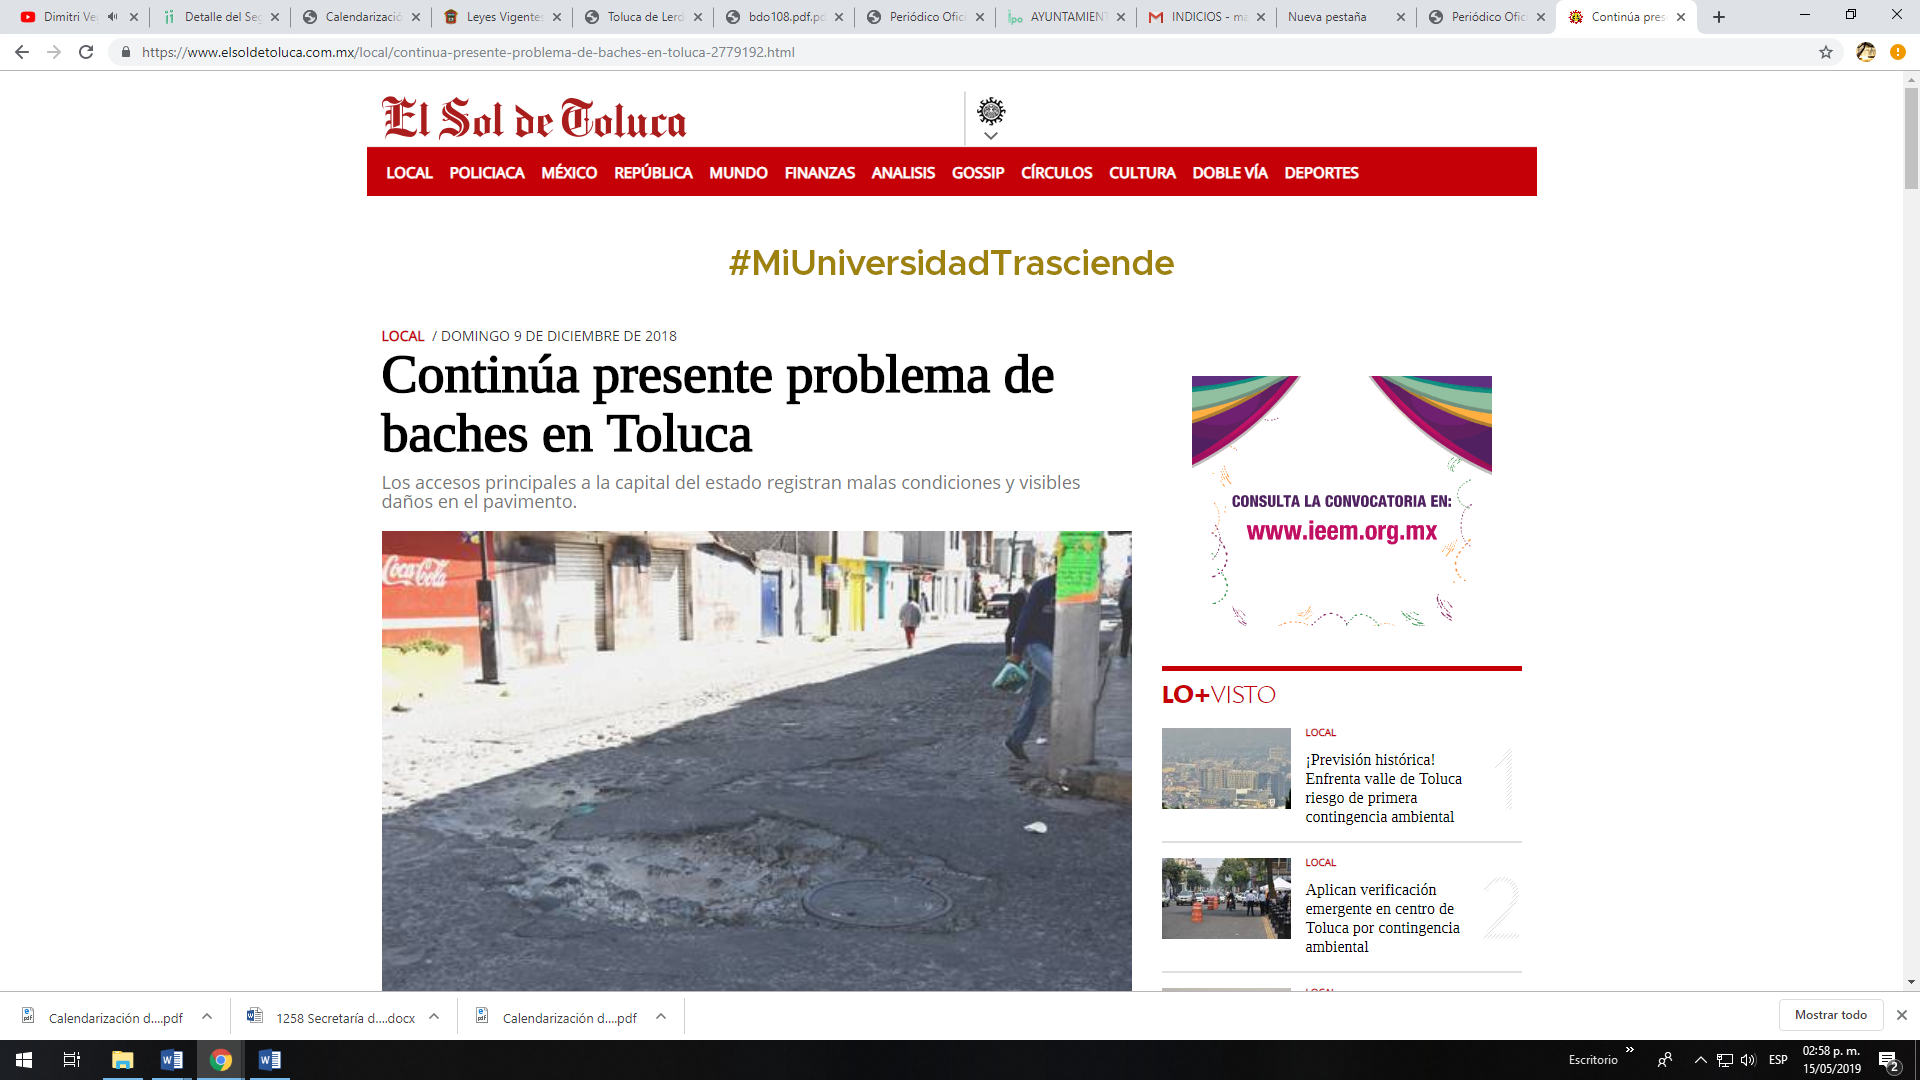 Dimitri Ve
Detalle del Seg
Calendarizació
Leyes Vigente
Toluca de Lerd
bdo108.pdf.pd
Periódico Ofici
AYUNTAMIENT
INDICIOS - ma
Nueva pestaña
Periódico Ofic
Continúa pres
https://www.elsoldetoluca.com.mx/local/continua-presente-problema-de-baches-en-toluca-2779192.html
El Sol de Toluca
LOCAL POLICIACA MÉXICO REPÚBLICA MUNDO FINANZAS ANALISIS GOSSIP CÍRCULOS CULTURA DOBLE VÍA DEPORTES
#MiUniversidadTrasciende
LOCAL / DOMINGO 9 DE DICIEMBRE DE 2018
Continúa presente problema de
baches en Toluca
Los accesos principales a la capital del estado registran malas condiciones y visibles
daños en el pavimento.
Coca-Cola
CONSULTA LA CONVOCATORIA EN:
www.ieem.org.mx
LO+VISTO
LOCAL
¡Previsión histórica!
Enfrenta valle de Toluca
riesgo de primera
contingencia ambiental
1
LOCAL
Aplican verificación
emergente en centro de
Toluca por contingencia
ambiental
2
Calendarización d....pdf
1258 Secretaría d....docx
Calendarización d....pdf
Mostrar todo
Escritorio
ESP
02:58 p. m.
15/05/2019
2